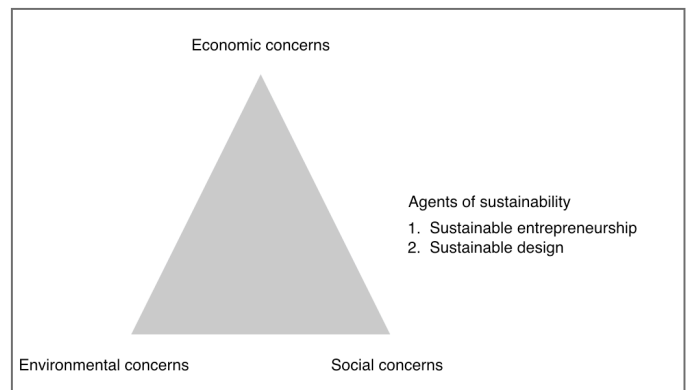 Economic concerns
Agents of sustainability
1. Sustainable entrepreneurship
2. Sustainable design
Environmental concerns
Social concerns